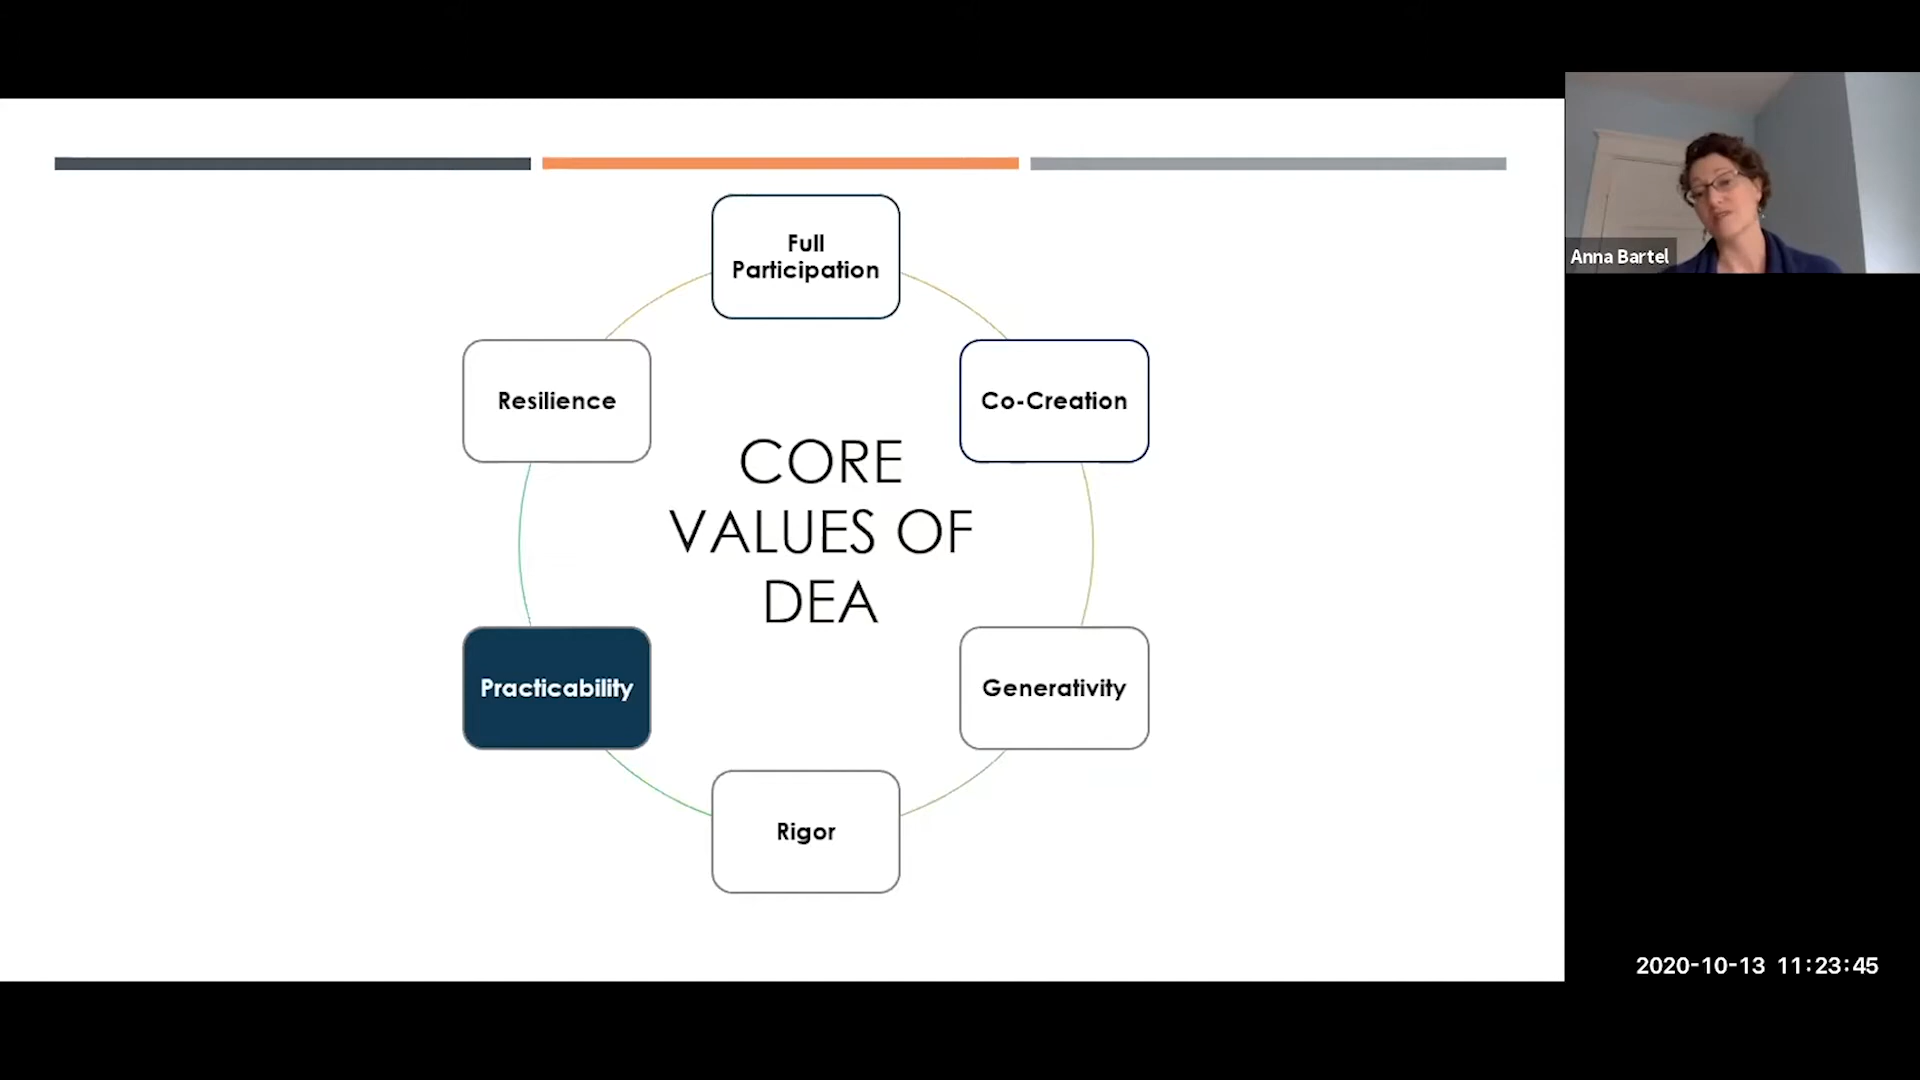 Full
Participation
Resilience
Co-Creation
CORE
VALUES OF
DEA
Practicability
Generativity
Rigor
Anna Bartel
2020-10-13 11:23:45